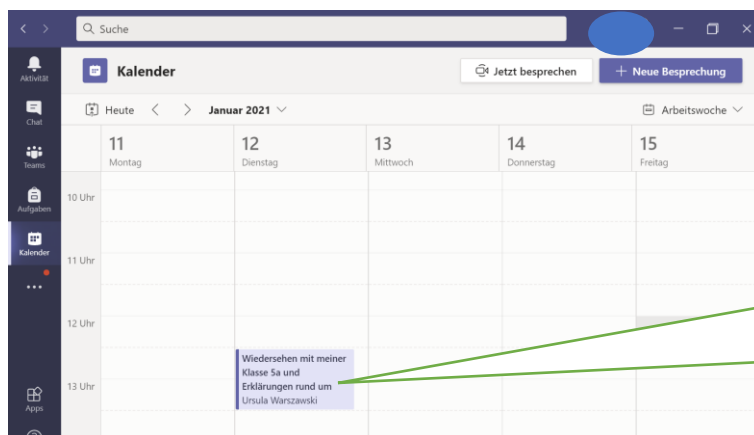 Suche
Aktivität
Chat
Teams
Aufgaben
Kalender
Apps
Kalender
Jetzt besprechen
+ Neue Besprechung
Heute
Januar 2021
Arbeitswoche
11
Montag
12
Dienstag
13
Mittwoch
14
Donnerstag
15
Freitag
10 Uhr
11 Uhr
12 Uhr
13 Uhr
Wiedersehen mit meiner
Klasse 5a und
Erklärungen rund um
Ursula Warszawski